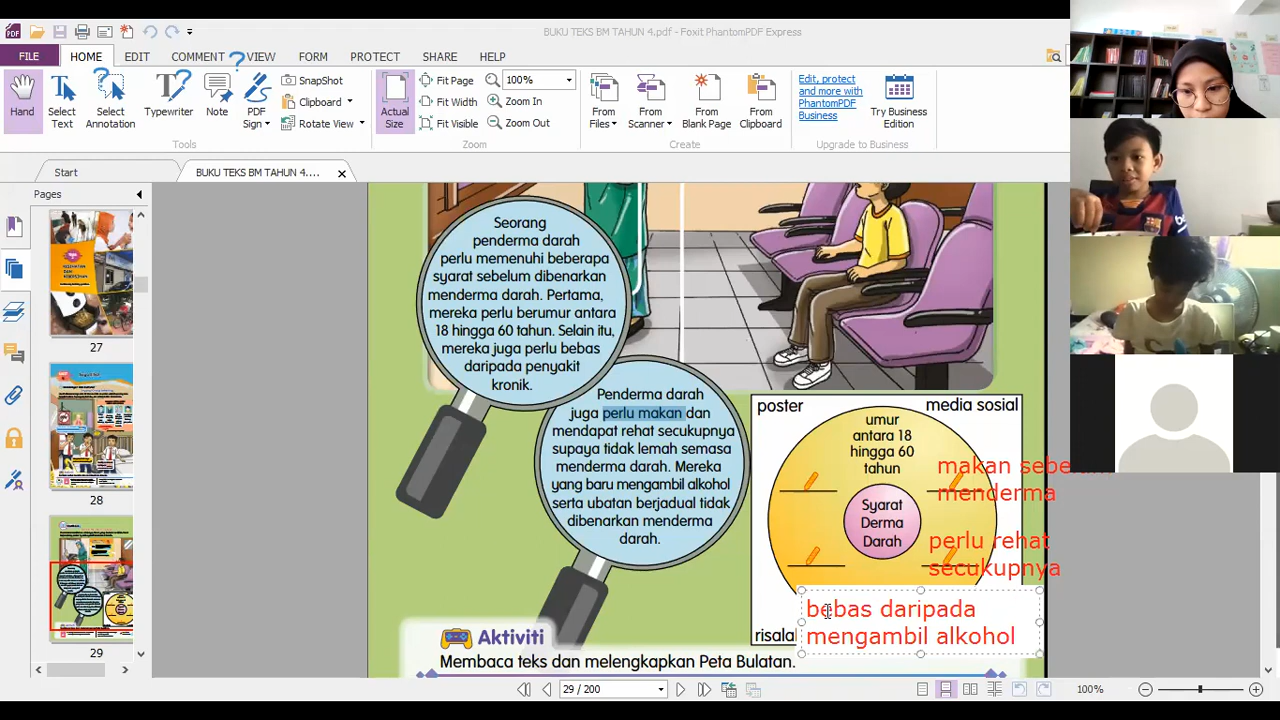 BUKU TEKS BM TAHUN 4.pdf - Foxit PhantomPDF Express
FILE HOME EDIT COMMENT VIEW FORM PROTECT SHARE HELP
Hand
Select Text
Select Annotation
Typewriter
Note
PDF Sign
SnapShot
Clipboard
Rotate View
Tools
Actual Size
Fit Page
Fit Width
Fit Visible
100%
Zoom In
Zoom Out
Zoom
From Files
From Scanner
From Blank Page
From Clipboard
Create
Edit, protect
and more with
PhantomPDF
Business
Try Business Edition
Upgrade to Business
Start
BUKU TEKS BM TAHUN 4....
Pages
27
28
29
Seorang
penderma darah
perlu memenuhi beberapa
syarat sebelum dibenarkan
menderma darah. Pertama,
mereka perlu berumur antara
18 hingga 60 tahun. Selain itu,
mereka juga perlu bebas
daripada penyakit
kronik.
Penderma darah
juga perlu makan dan
mendapat rehat secukupnya
supaya tidak lemah semasa
menderma darah. Mereka
yang baru mengambil alkohol
serta ubatan berjadual tidak
dibenarkan menderma
darah.
poster
media sosial
umur
antara 18
hingga 60
tahun
Syarat
Derma
Darah
makan
menderma
perlu rehat
secukupnya
bebas daripada
mengambil alkohol
Aktiviti
Membaca teks dan melengkapkan Peta Bulatan.
29 / 200
100%